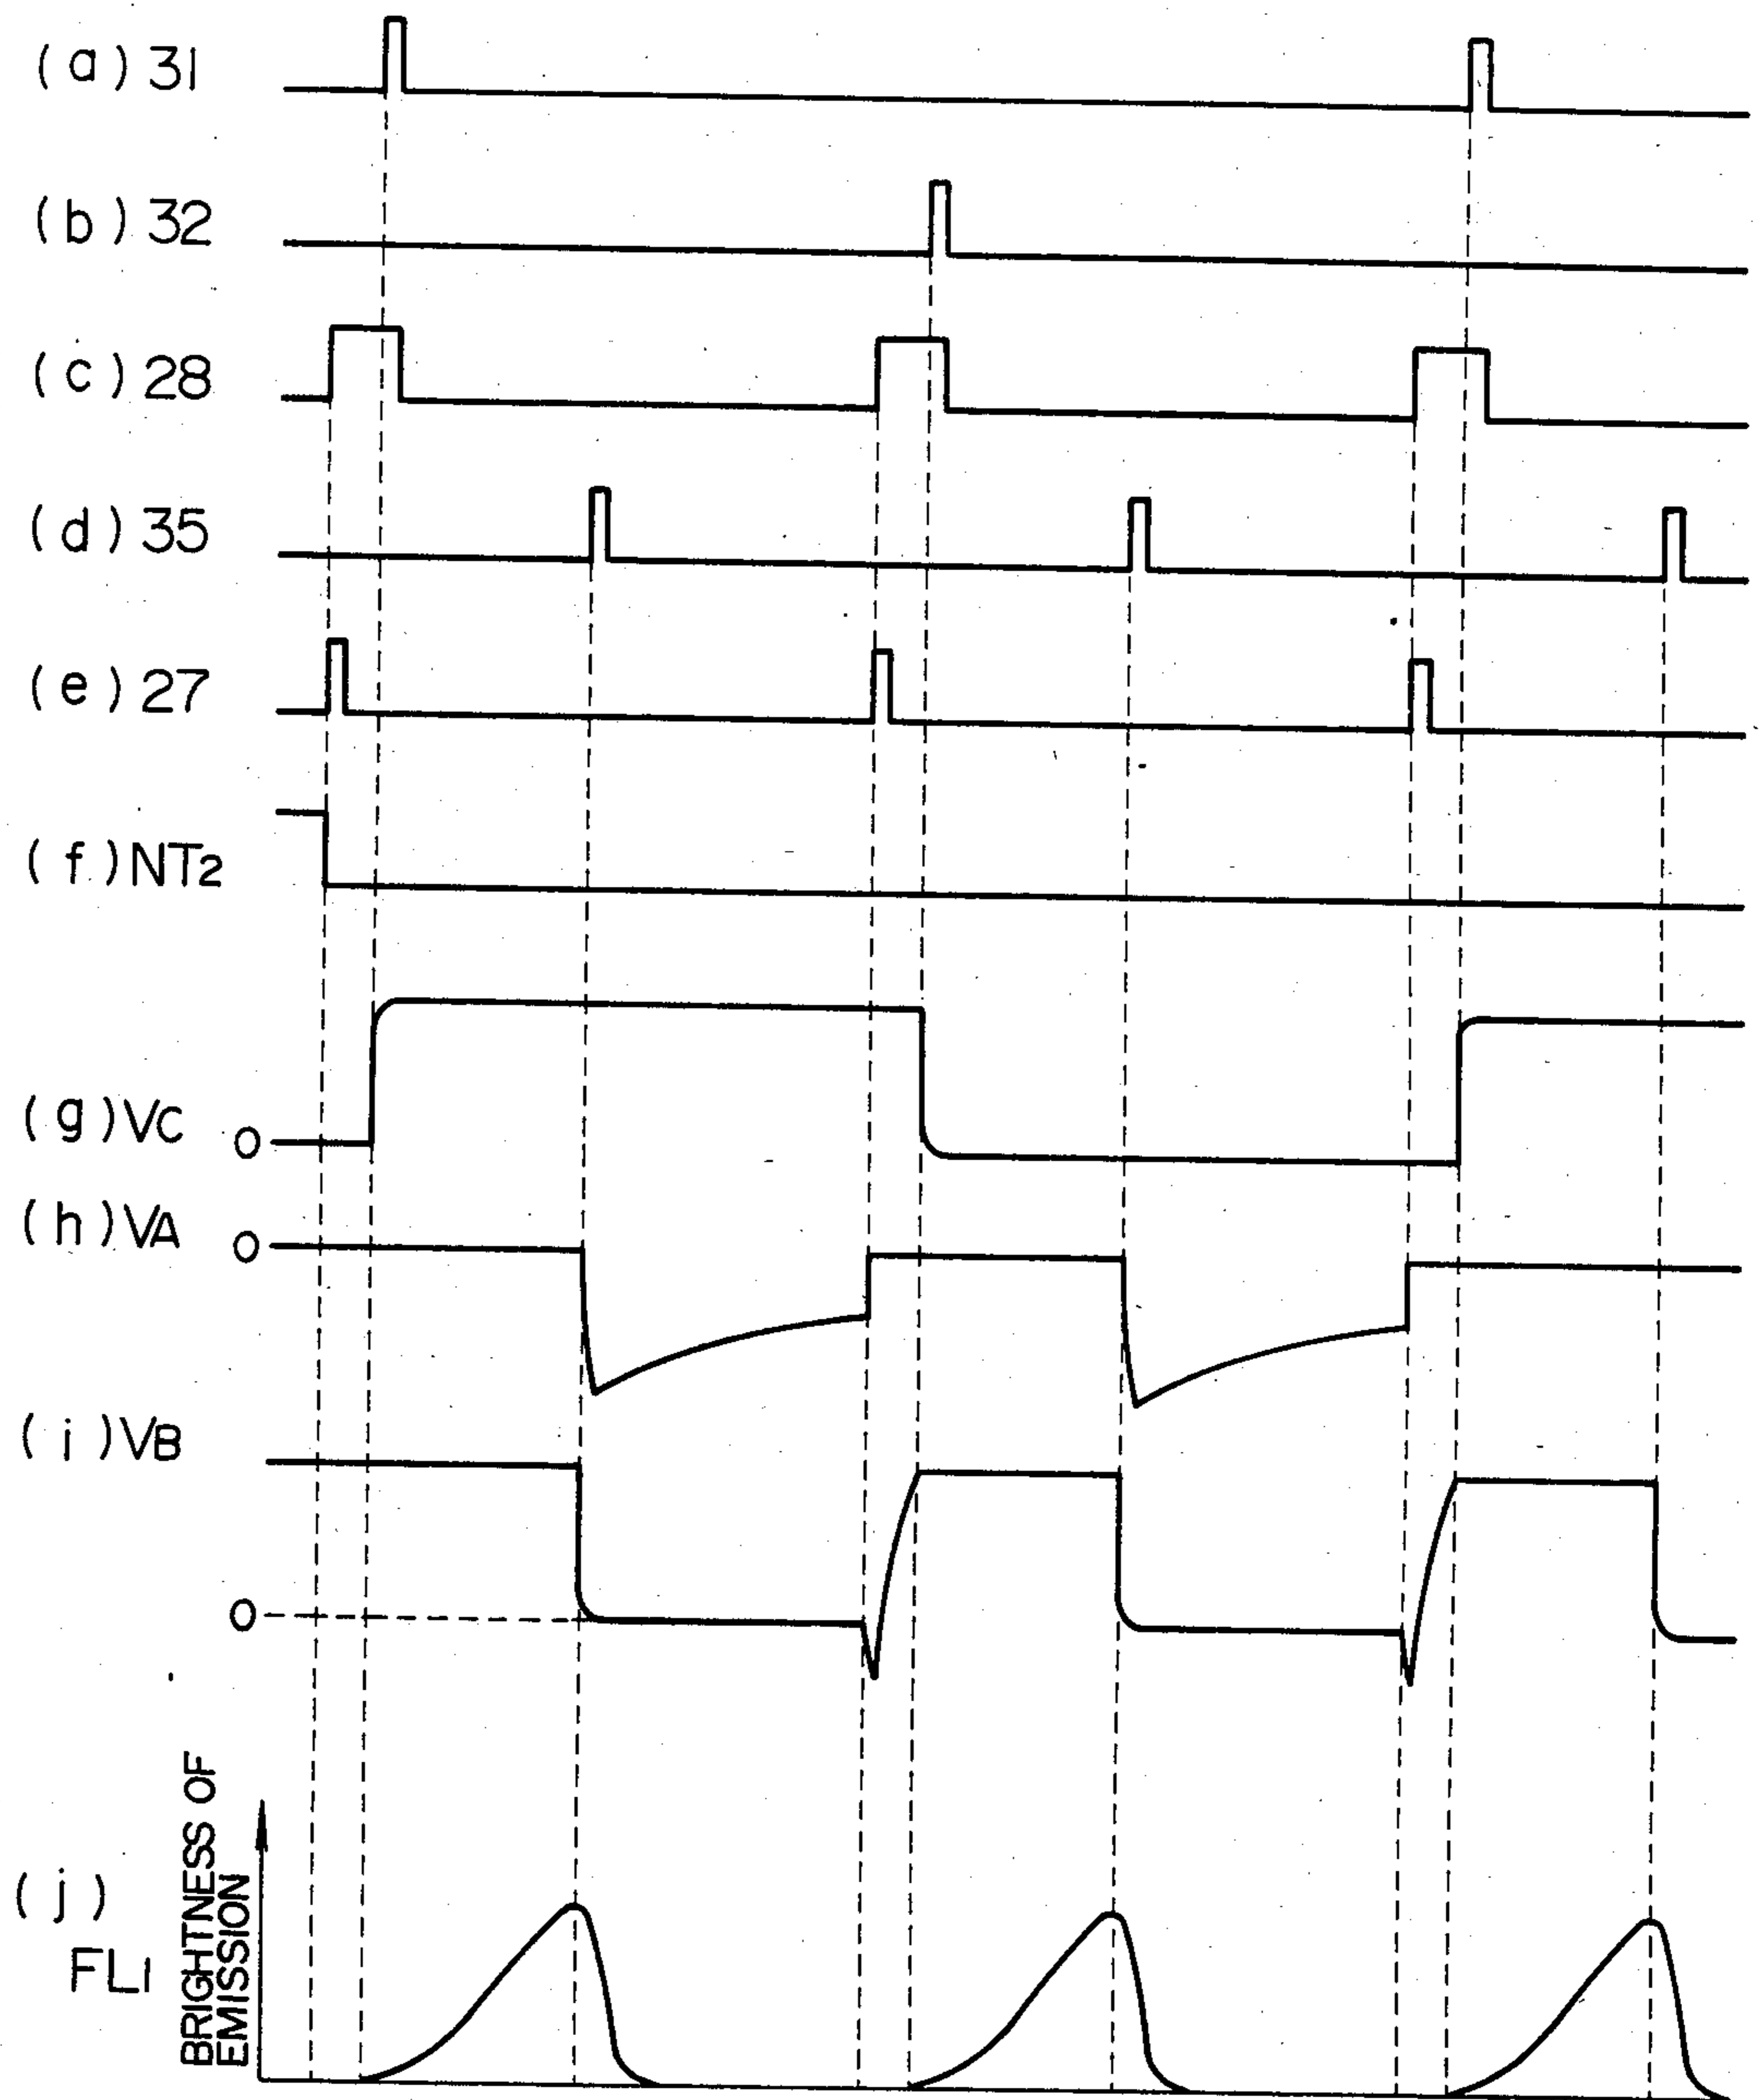 (a) 31
(b) 32
(c) 28
(d) 35
(e) 27
(f) NT2
(g) VC 0
(h) VA 0
(i) VB
0
BRIGHTNESS OF
EMISSION
(j)
FL1